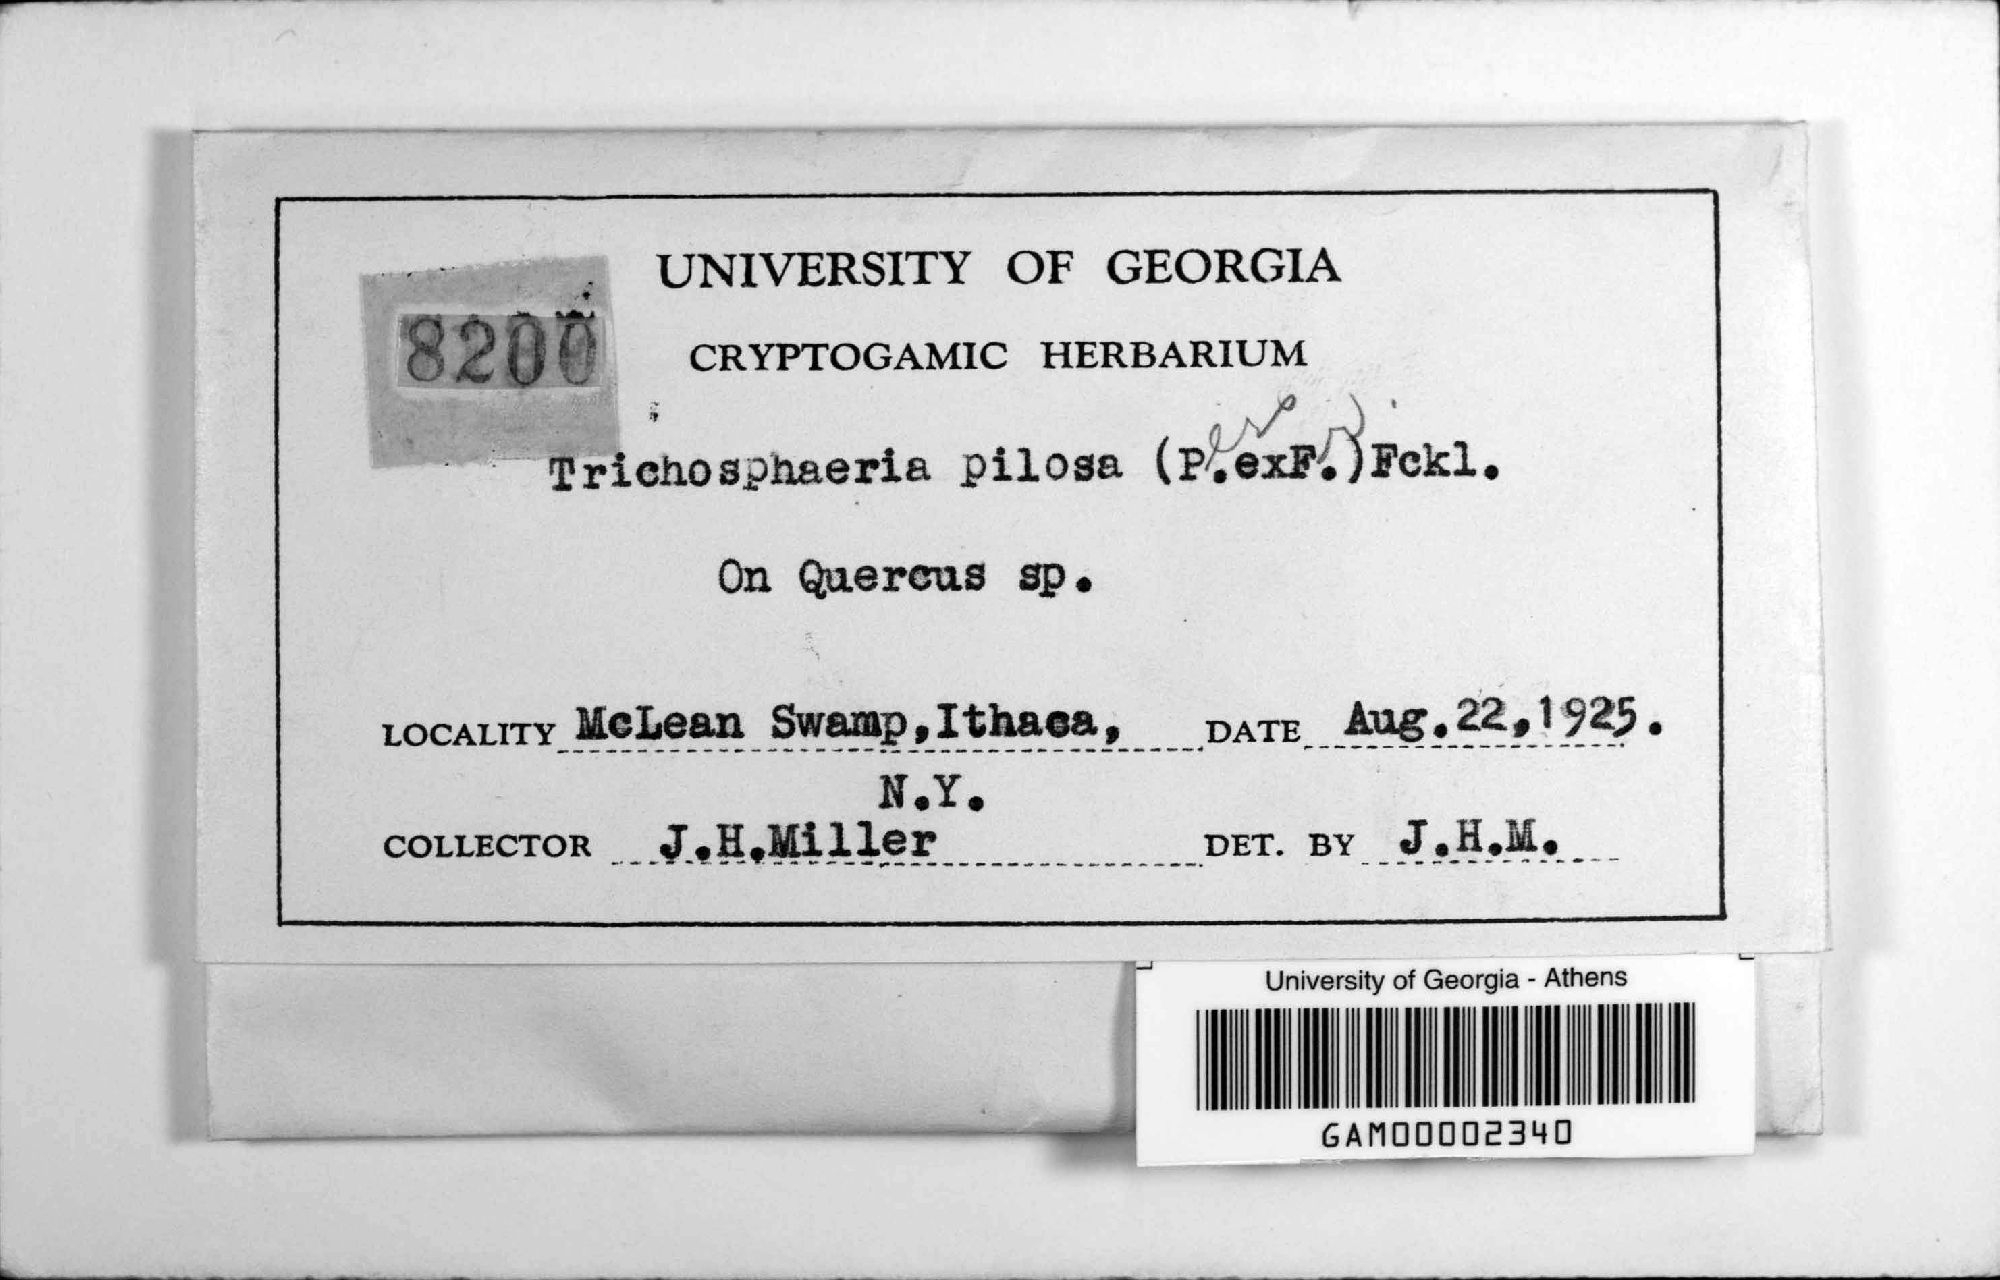 UNIVERSITY OF GEORGIA
8200
CRYPTOGAMIC HERBARIUM
ers r.
Trichosphaeria pilosa (P.exF.)Fckl.
On Quercus sp.
LOCALITY McLean Swamp,Ithaca, DATE Aug.22,1925.
N.Y.
COLLECTOR J.H.Miller DET. BY J.H.M.
University of Georgia - Athens
GAM00002340